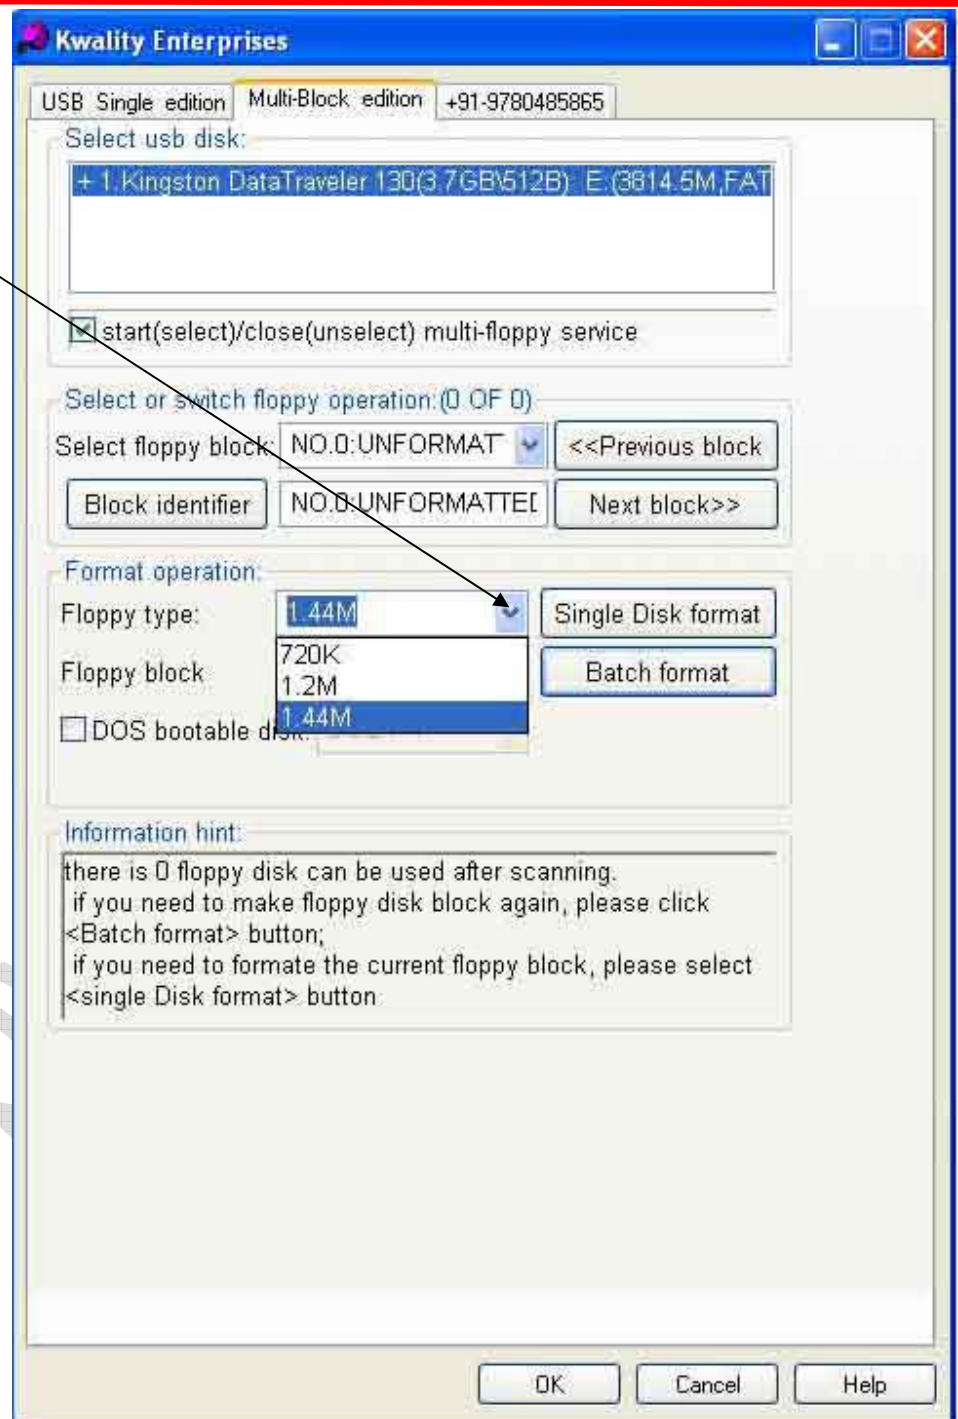 Kwality Enterprises
USB Single edition Multi-Block edition +91-9780485865
Select usb disk:
+ 1.Kingston DataTraveler 130(3.7GB\512B) E:(3814.5M,FAT
start(select)/close(unselect) multi-floppy service
Select or switch floppy operation:(0 OF 0)
Select floppy block: NO.0:UNFORMAT <<Previous block
Block identifier NO.0:UNFORMATTED Next block>>
Format operation:
Floppy type: 1.44M Single Disk format
720K
Floppy block Batch format
1.2M
1.44M
DOS bootable disk:
Information hint:
there is 0 floppy disk can be used after scanning.
if you need to make floppy disk block again, please click
<Batch format> button;
if you need to formate the current floppy block, please select
<single Disk format> button
OK Cancel Help